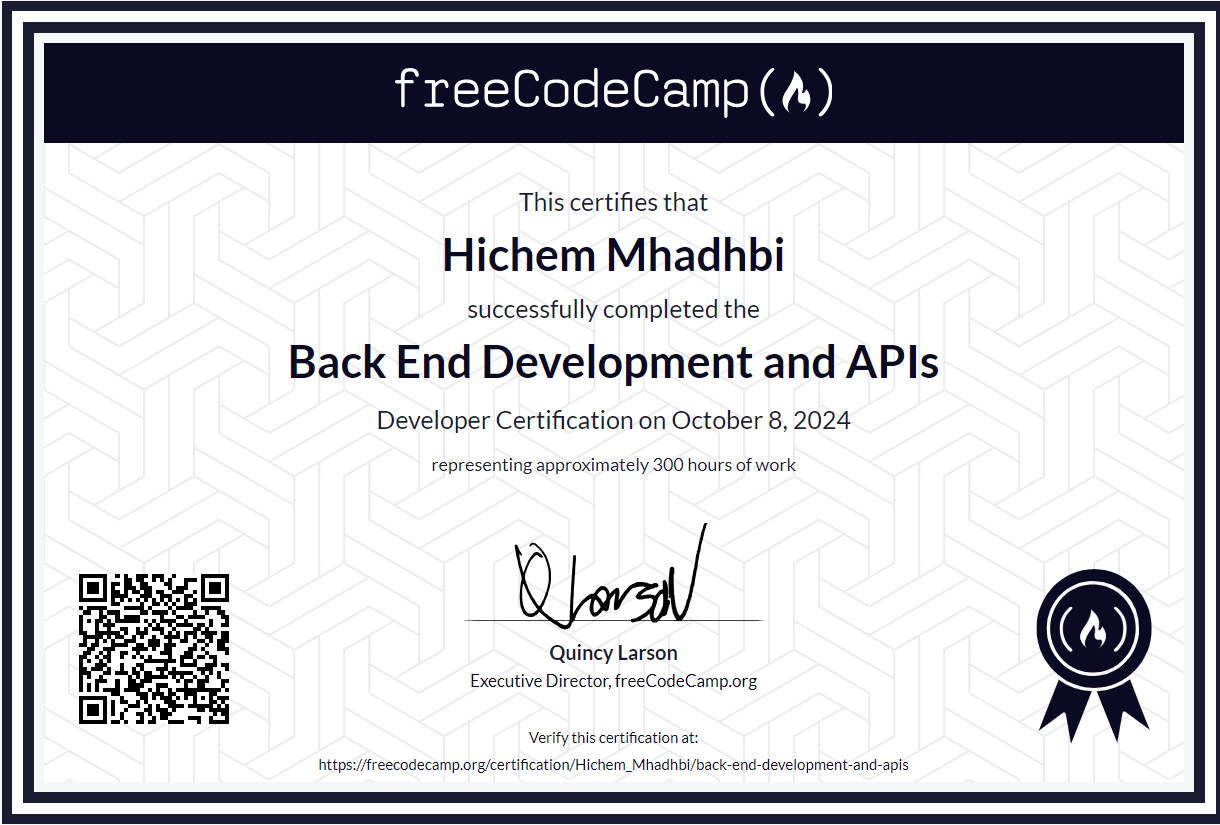 freeCodeCamp
This certifies that
Hichem Mhadhbi
successfully completed the
Back End Development and APIs
Developer Certification on October 8, 2024
representing approximately 300 hours of work
Q Larson
Quincy Larson
Executive Director, freeCodeCamp.org
Verify this certification at:
https://freecodecamp.org/certification/Hichem_Mhadhbi/back-end-development-and-apis